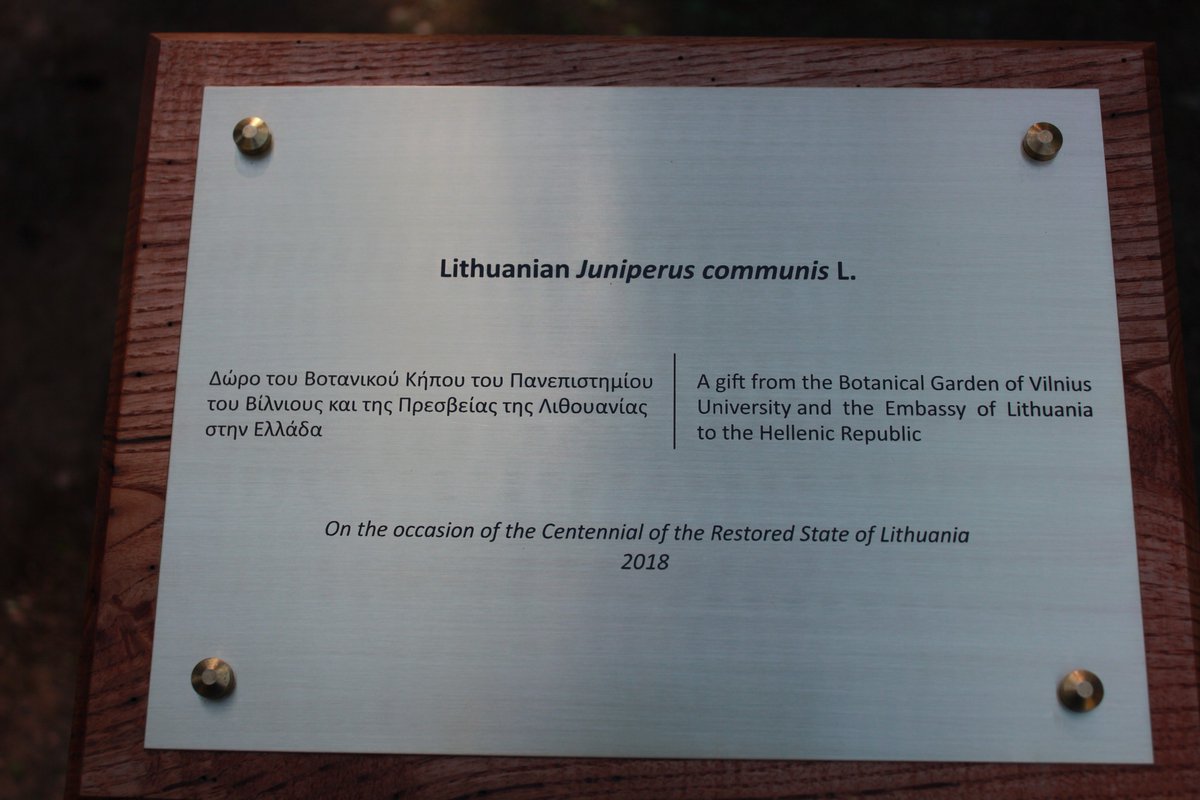 Lithuanian Juniperus communis L.
Δώρο του Βοτανικού Κήπου του Πανεπιστημίου
του Βίλνιους και της Πρεσβείας της Λιθουανίας
στην Ελλάδα
A gift from the Botanical Garden of Vilnius
University and the Embassy of Lithuania
to the Hellenic Republic
On the occasion of the Centennial of the Restored State of Lithuania
2018